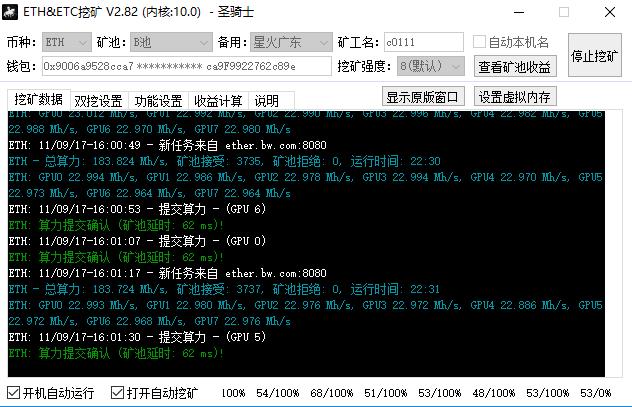 ETH&ETC挖矿 V2.82 (内核:10.0) - 圣骑士
币种: ETH 矿池: B池 备用: 星火广东 矿工名: c0111 自动本机名 停止挖矿
钱包: 0x9006a9528cca7 *********** ca9F9922762c89e 挖矿强度: 8(默认) 查看矿池收益
挖矿数据 双挖设置 功能设置 收益计算 说明 显示原版窗口 设置虚拟内存
ETH: GPU0 23.012 Mh/s, GPU1 22.992 Mh/s, GPU2 22.990 Mh/s, GPU3 22.996 Mh/s, GPU4 22.982 Mh/s, GPU5
22.988 Mh/s, GPU6 22.970 Mh/s, GPU7 22.980 Mh/s
ETH: 11/09/17-16:00:49 - 新任务来自 ether.bw.com:8080
ETH - 总算力: 183.824 Mh/s, 矿池接受: 3735, 矿池拒绝: 0, 运行时间: 22:30
ETH: GPU0 22.994 Mh/s, GPU1 22.986 Mh/s, GPU2 22.978 Mh/s, GPU3 22.994 Mh/s, GPU4 22.970 Mh/s, GPU5
22.973 Mh/s, GPU6 22.964 Mh/s, GPU7 22.964 Mh/s
ETH: 11/09/17-16:00:53 - 提交算力 - (GPU 6)
ETH: 算力提交确认 (矿池延时: 62 ms)!
ETH: 11/09/17-16:01:07 - 提交算力 - (GPU 0)
ETH: 算力提交确认 (矿池延时: 62 ms)!
ETH: 11/09/17-16:01:17 - 新任务来自 ether.bw.com:8080
ETH - 总算力: 183.724 Mh/s, 矿池接受: 3737, 矿池拒绝: 0, 运行时间: 22:31
ETH: GPU0 22.993 Mh/s, GPU1 22.980 Mh/s, GPU2 22.976 Mh/s, GPU3 22.972 Mh/s, GPU4 22.886 Mh/s, GPU5
22.972 Mh/s, GPU6 22.968 Mh/s, GPU7 22.976 Mh/s
ETH: 11/09/17-16:01:30 - 提交算力 - (GPU 5)
ETH: 算力提交确认 (矿池延时: 62 ms)!
开机自动运行 打开自动挖矿 100% 54/100% 68/100% 51/100% 53/100% 48/100% 53/100% 53/0%